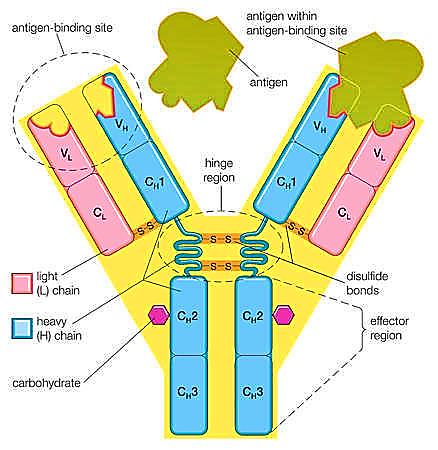 antigen-binding site
antigen within
antigen-binding site
antigen
V_H
V_H
V_L
V_L
C_H1
C_H1
hinge
region
C_L
C_L
S S
S S
S S
S S
light
(L) chain
disulfide
bonds
heavy
(H) chain
C_H2
C_H2
effector
region
carbohydrate
C_H3
C_H3